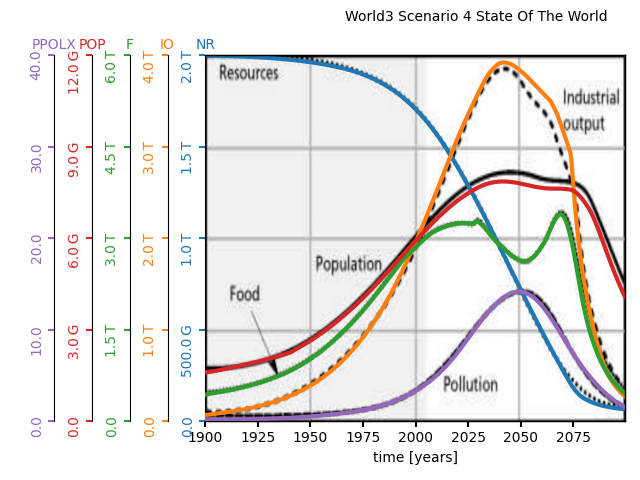 World3 Scenario 4 State Of The World
PPOLX POP F IO NR
40.0 12.0 G 6.0 T 4.0 T 2.0 T
30.0 9.0 G 4.5 T 3.0 T 1.5 T
20.0 6.0 G 3.0 T 2.0 T 1.0 T
10.0 3.0 G 1.5 T 1.0 T 500.0 G
0.0 0.0 0.0 0.0 0.0
Resources
Industrial
output
Population
Food
Pollution
1900 1925 1950 1975 2000 2025 2050 2075
time [years]